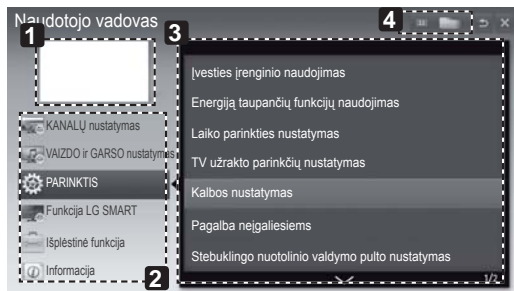 Naudotojo vadovas
4
1
3
KANALŲ nustatymas
VAIZDO ir GARSO nustatymas
PARINKTIS
Funkcija LG SMART
Išplėstinė funkcija
Informacija
2
Įvesties įrenginio naudojimas
Energiją taupančių funkcijų naudojimas
Laiko parinkties nustatymas
TV užrakto parinkčių nustatymas
Kalbos nustatymas
Pagalba neįgaliesiems
Stebuklingo nuotolinio valdymo pulto nustatymas
1/2